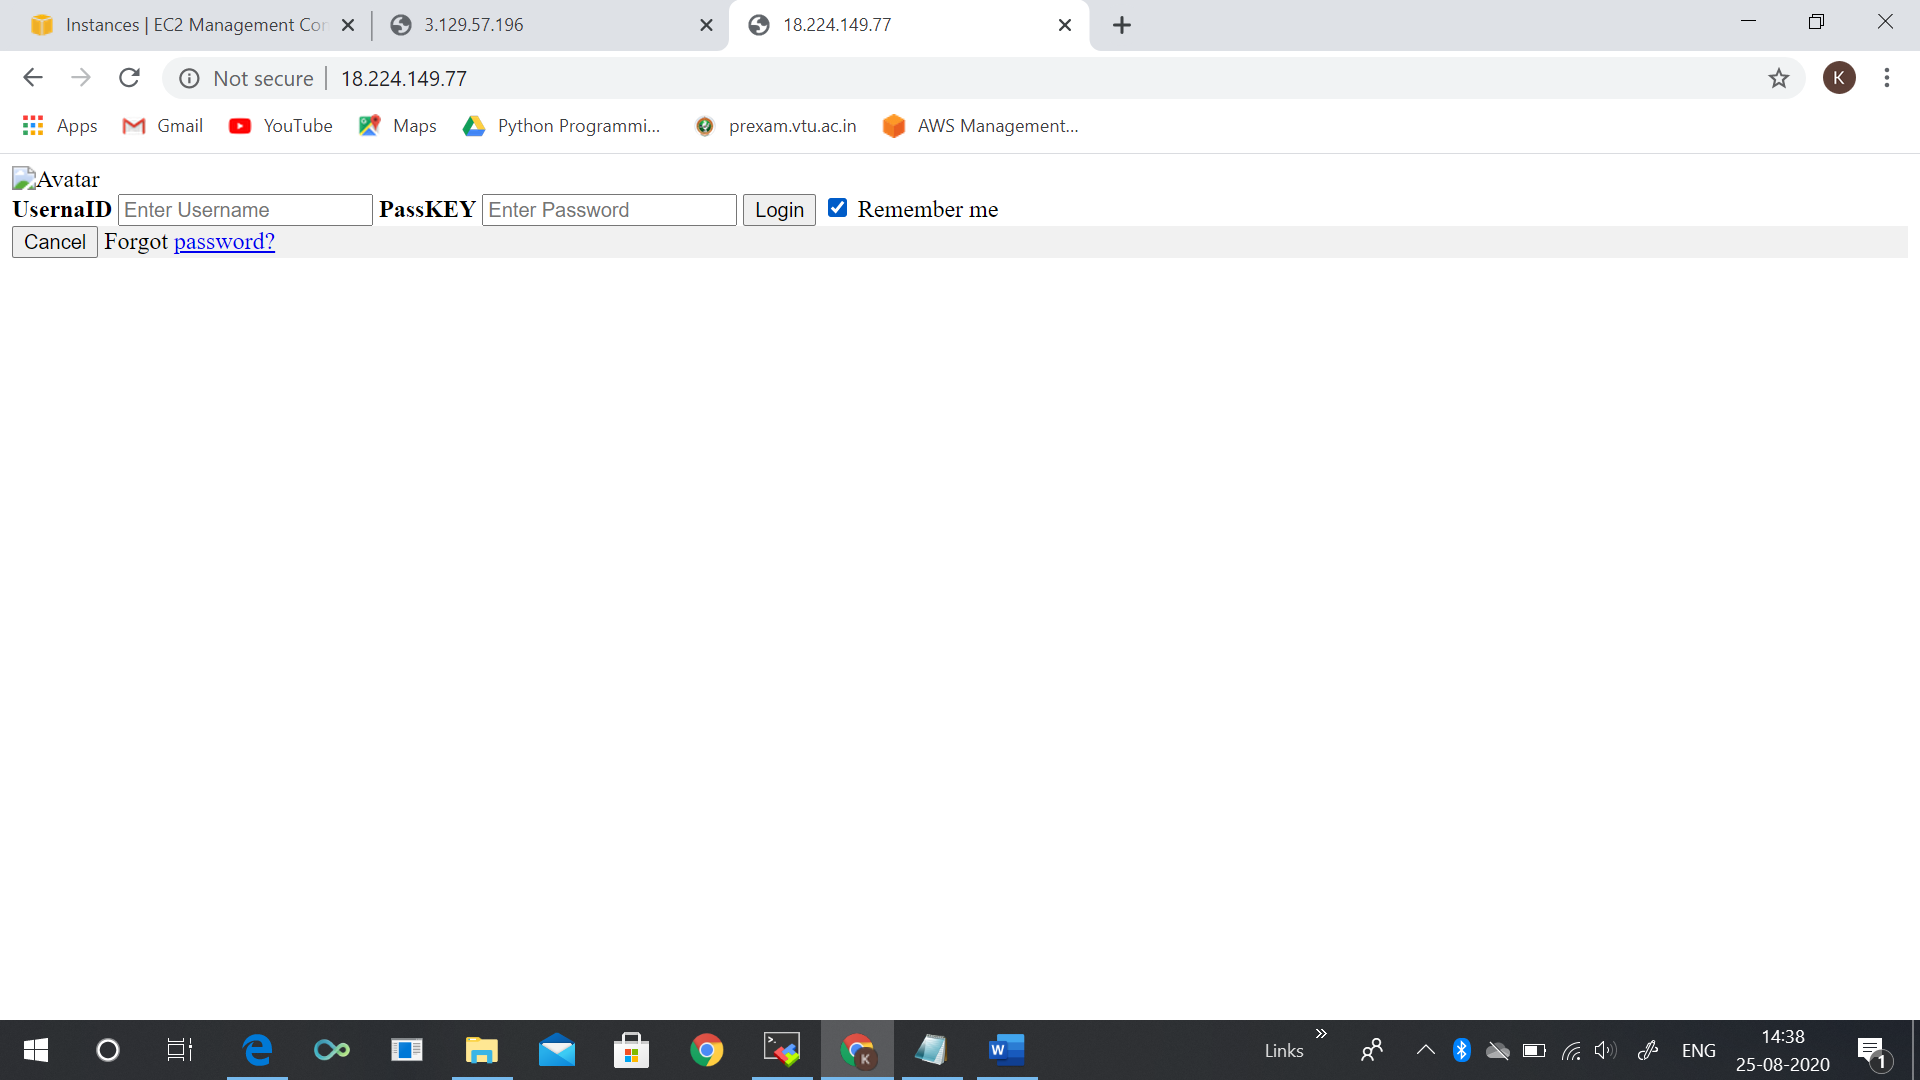 Instances | EC2 Management Con
3.129.57.196
18.224.149.77
Not secure
18.224.149.77
K
Apps
Gmail
YouTube
Maps
Python Programmi...
prexam.vtu.ac.in
AWS Management...
Avatar
UsernaID Enter Username PassKEY Enter Password Login Remember me
Cancel Forgot password?
K
W
Links
ENG
14:38
25-08-2020
1